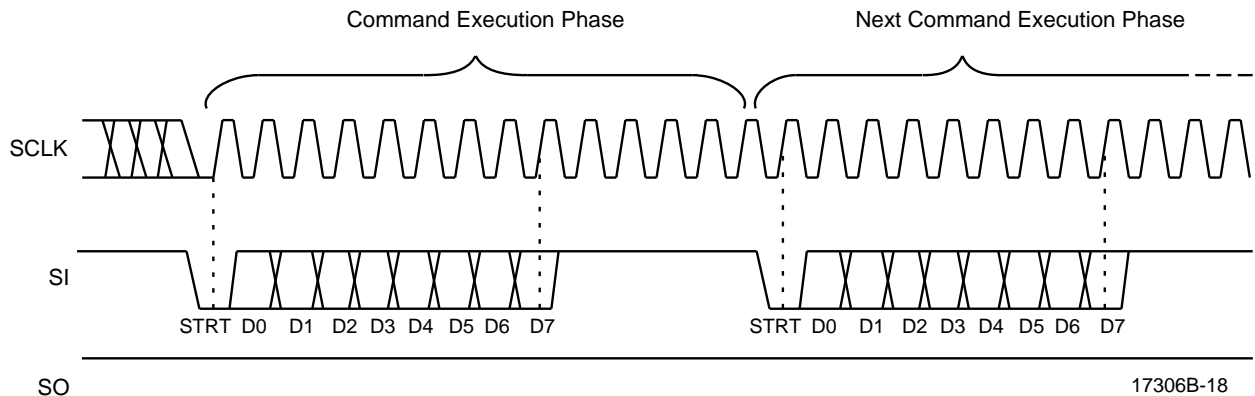 Command Execution Phase Next Command Execution Phase
SCLK
SI
STRT D0 D1 D2 D3 D4 D5 D6 D7 STRT D0 D1 D2 D3 D4 D5 D6 D7
SO
17306B-18